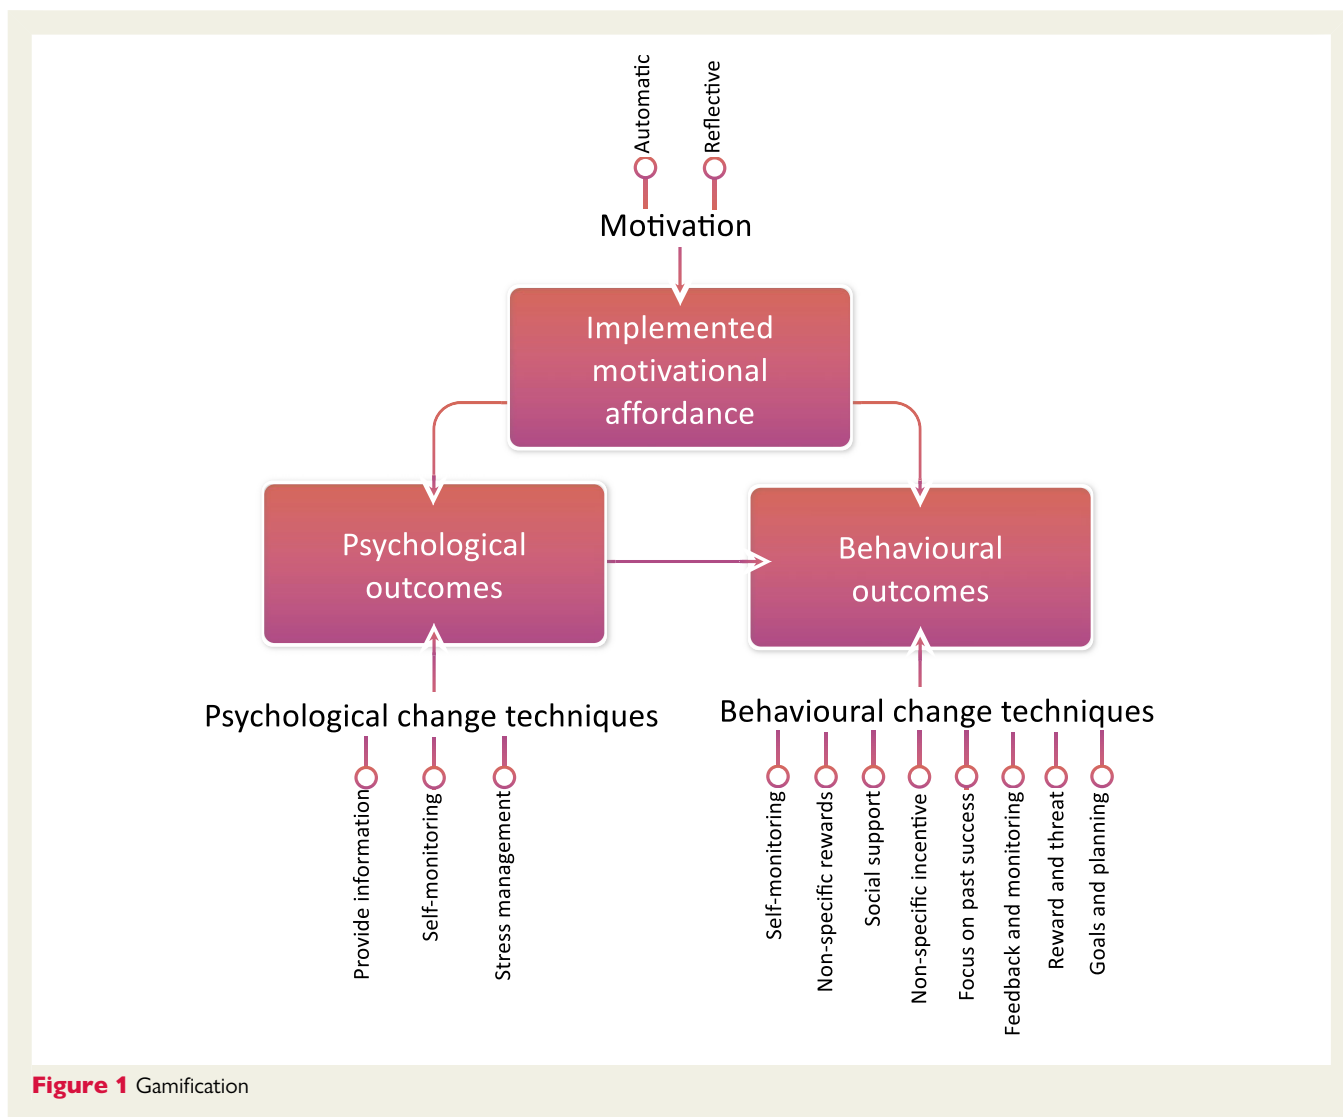 Automatic
Reflective
Motivation
Implemented
motivational
affordance
Psychological
outcomes
Behavioural
outcomes
Psychological change techniques
Behavioural change techniques
Provide information
Self-monitoring
Stress management
Self-monitoring
Non-specific rewards
Social support
Non-specific incentive
Focus on past success
Feedback and monitoring
Reward and threat
Goals and planning
Figure 1 Gamification